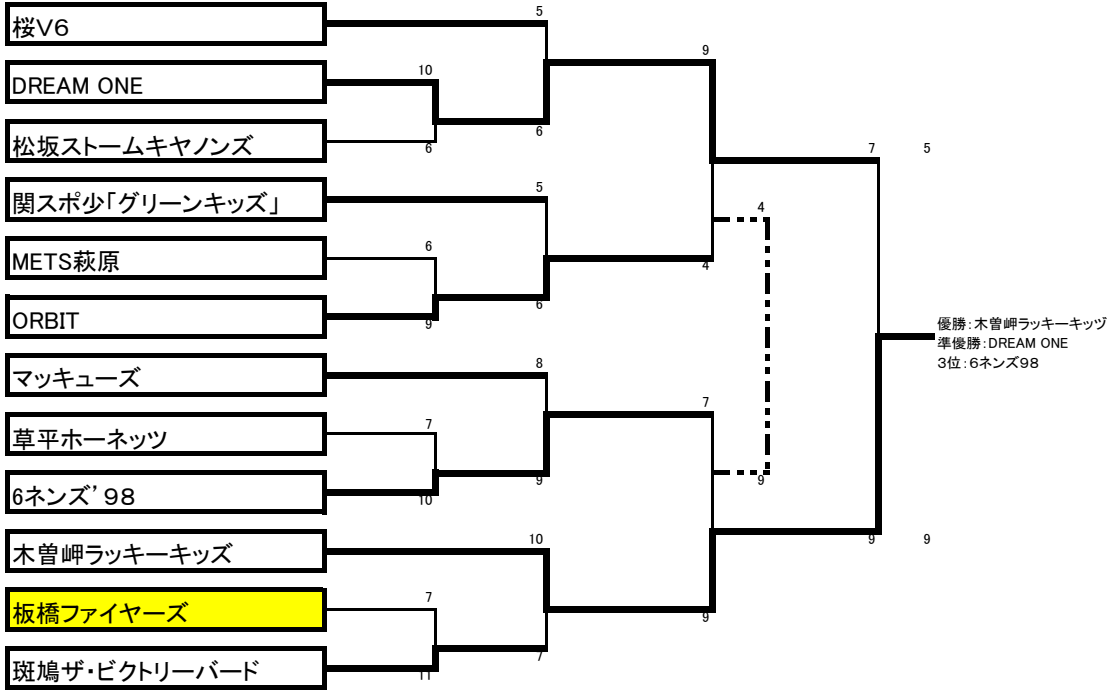 5
桜V6
9
10
DREAM ONE
6
松坂ストームキヤノンズ
6
7 5
5
関スポ少「グリーンキッズ」
4
6
METS萩原
4
6
ORBIT
9
優勝:木曽岬ラッキーキッヅ
準優勝:DREAM ONE
3位:6ネンズ98
8
マッキューズ
7
7
草平ホーネッツ
9
9
6ネンズ’98
10
10
9 9
木曽岬ラッキーキッズ
7
板橋ファイヤーズ
9
7
斑鳩ザ・ビクトリーバード
11